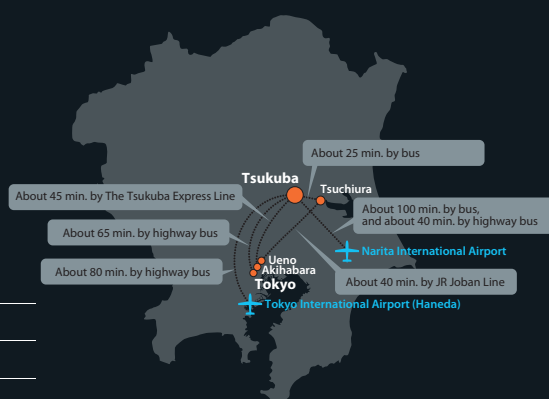 About 25 min. by bus
Tsukuba
Tsuchiura
About 45 min. by The Tsukuba Express Line
About 100 min. by bus,
and about 40 min. by highway bus
About 65 min. by highway bus
Narita International Airport
Ueno
Akihabara
About 80 min. by highway bus
Tokyo
About 40 min. by JR Joban Line
Tokyo International Airport (Haneda)